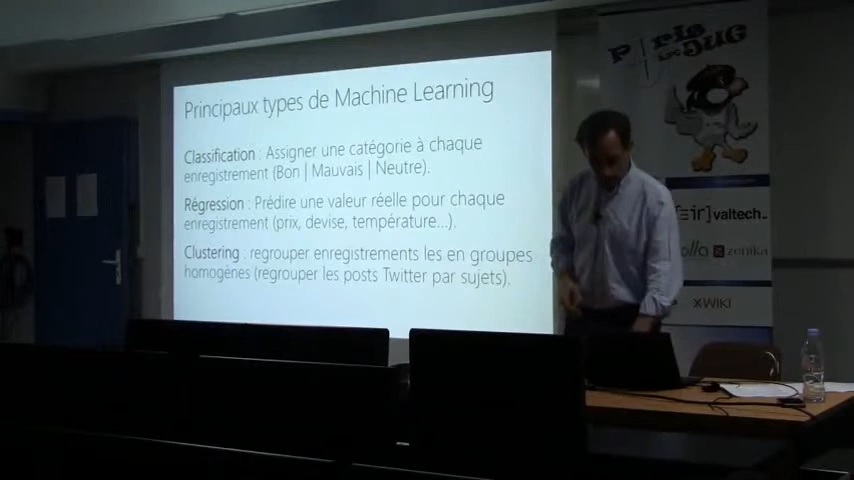 Principaux types de Machine Learning
Classification : Assigner une catégorie à chaque
enregistrement (Bon | Mauvais | Neutre).
Régression : Prédire une valeur réelle pour chaque
enregistrement (prix, devise, température...).
Clustering : regrouper enregistrements les en groupes
homogènes (regrouper les posts Twitter par sujets).
Paris JUG
valtech_
zenika
XWIKI